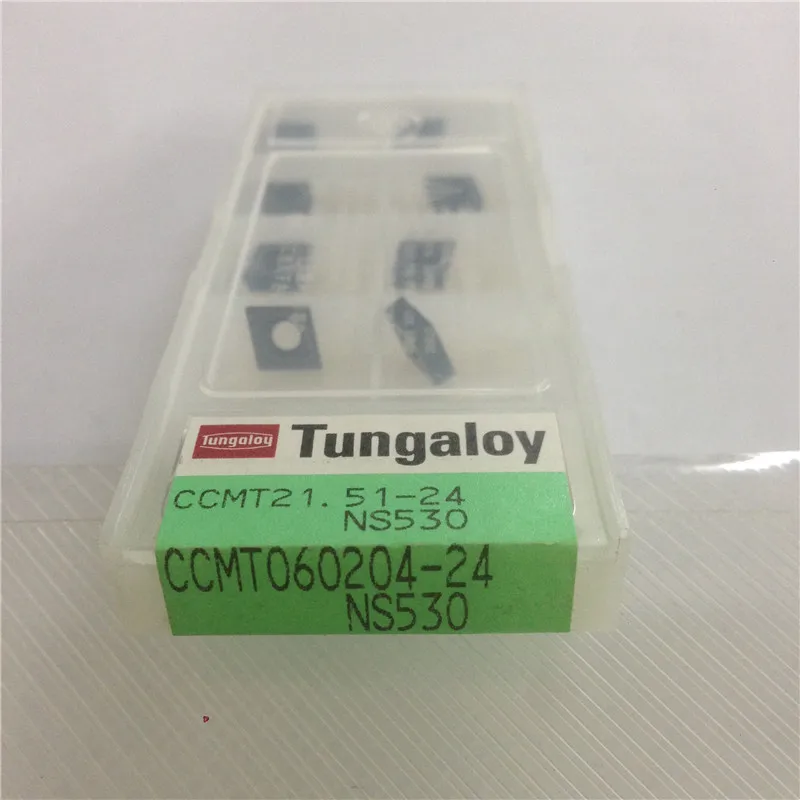 Tungaloy Tungaloy
CCMT21.51-24
NS530
CCMT060204-24
NS530